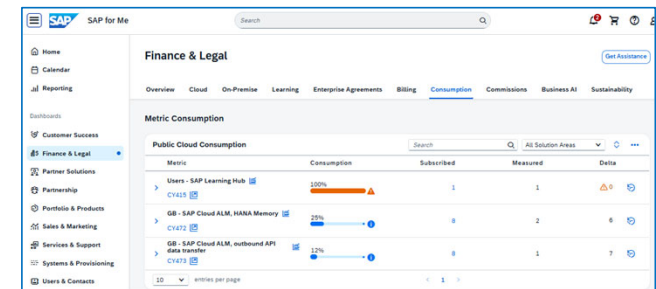 SAP SAP for Me Search 2
Home
Calendar
Reporting
Dashboards
Customer Success
Finance & Legal
Partner Solutions
Partnership
Portfolio & Products
Sales & Marketing
Services & Support
Systems & Provisioning
Users & Contacts
Finance & Legal
Get Assistance
Overview Cloud On-Premise Learning Enterprise Agreements Billing Consumption Commissions Business AI Sustainability
Metric Consumption
Public Cloud Consumption Search All Solution Areas
Metric Consumption Subscribed Measured Delta
Users - SAP Learning Hub 100% 1 1 0
CY415
GB - SAP Cloud ALM, HANA Memory 25% 8 2 6
CY472
GB - SAP Cloud ALM, outbound API
data transfer 12% 8 1 7
CY473
10 entries per page 1